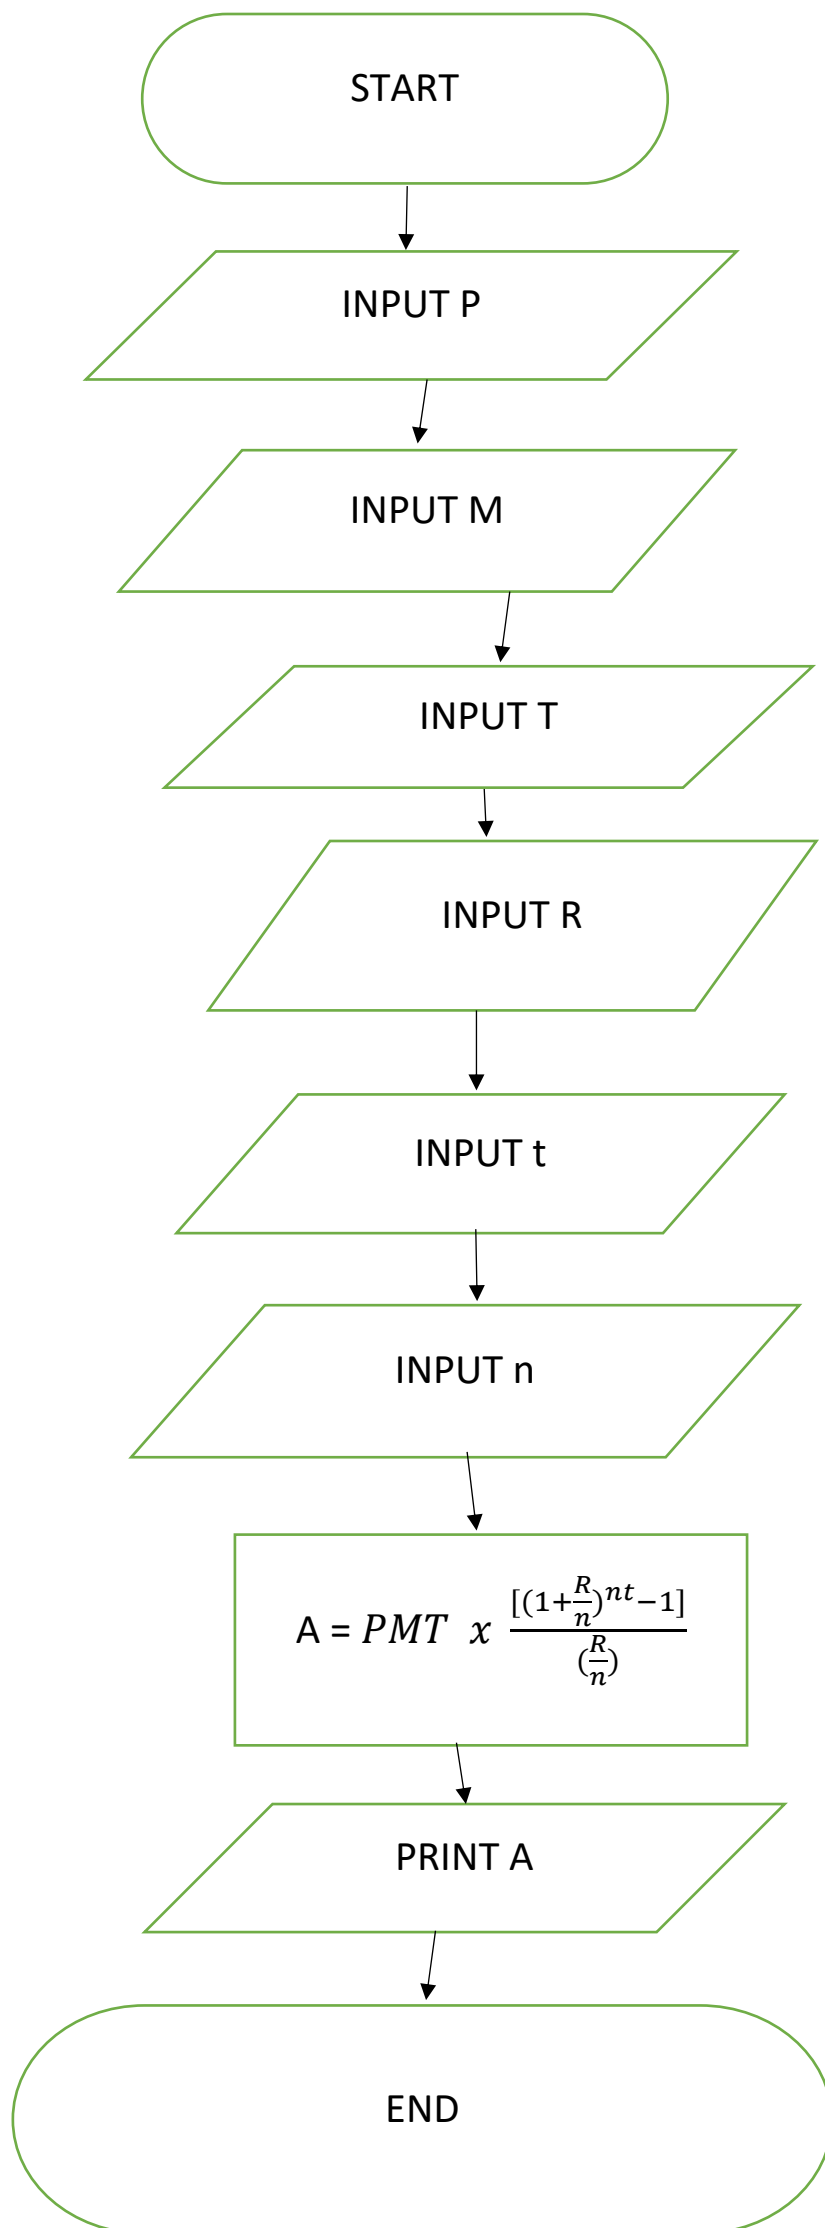 START
INPUT P
INPUT M
INPUT T
INPUT R
INPUT t
INPUT n
A = PMT x [(1+R/n)^nt−1] / (R/n)
PRINT A
END